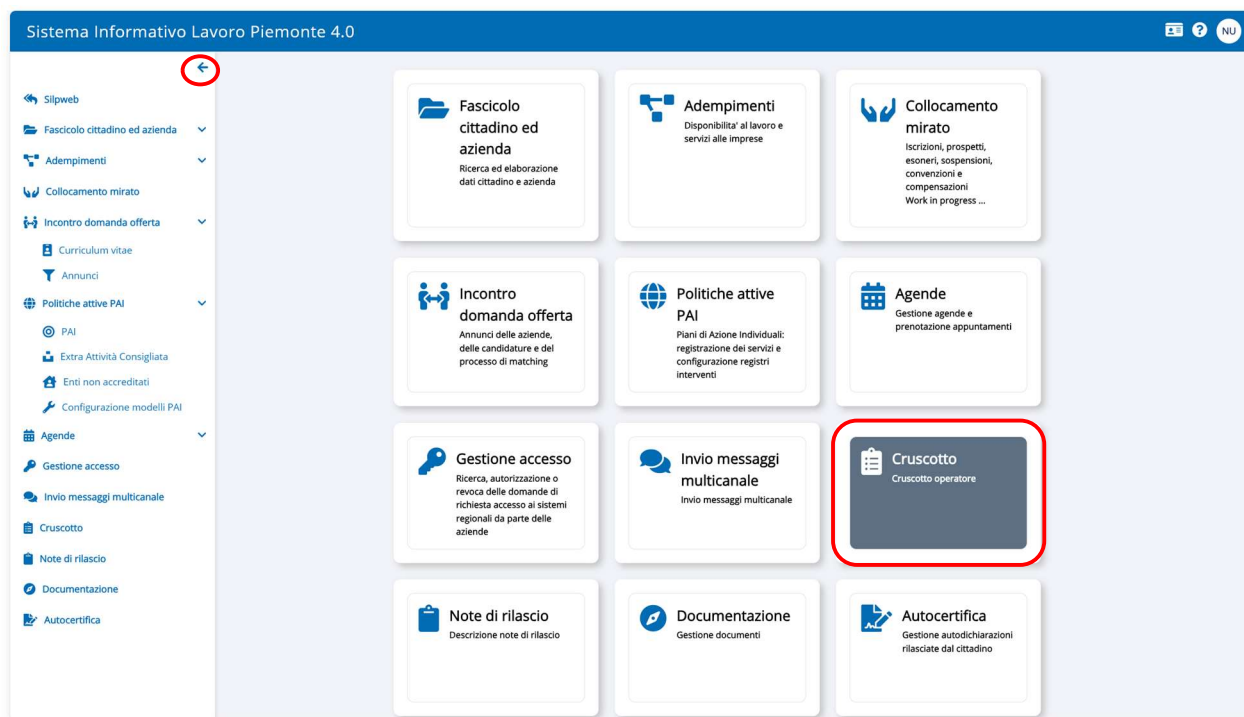 Sistema Informativo Lavoro Piemonte 4.0
NU
Silpweb
Fascicolo cittadino ed azienda
Adempimenti
Collocamento mirato
Incontro domanda offerta
Curriculum vitae
Annunci
Politiche attive PAI
PAI
Extra Attività Consigliata
Enti non accreditati
Configurazione modelli PAI
Agende
Gestione accesso
Invio messaggi multicanale
Cruscotto
Note di rilascio
Documentazione
Autocertifica
Fascicolo
cittadino ed
azienda
Ricerca ed elaborazione
dati cittadino e azienda
Adempimenti
Disponibilita' al lavoro e
servizi alle imprese
Collocamento
mirato
Iscrizioni, prospetti,
esoneri, sospensioni,
convenzioni e
compensazioni
Work in progress ...
Incontro
domanda offerta
Annunci delle aziende,
delle candidature e del
processo di matching
Politiche attive
PAI
Piani di Azione Individuali:
registrazione dei servizi e
configurazione registri
interventi
Agende
Gestione agende e
prenotazione appuntamenti
Gestione accesso
Ricerca, autorizzazione o
revoca delle domande di
richiesta accesso ai sistemi
regionali da parte delle
aziende
Invio messaggi
multicanale
Invio messaggi multicanale
Cruscotto
Cruscotto operatore
Note di rilascio
Descrizione note di rilascio
Documentazione
Gestione documenti
Autocertifica
Gestione autodichiarazioni
rilasciate dal cittadino